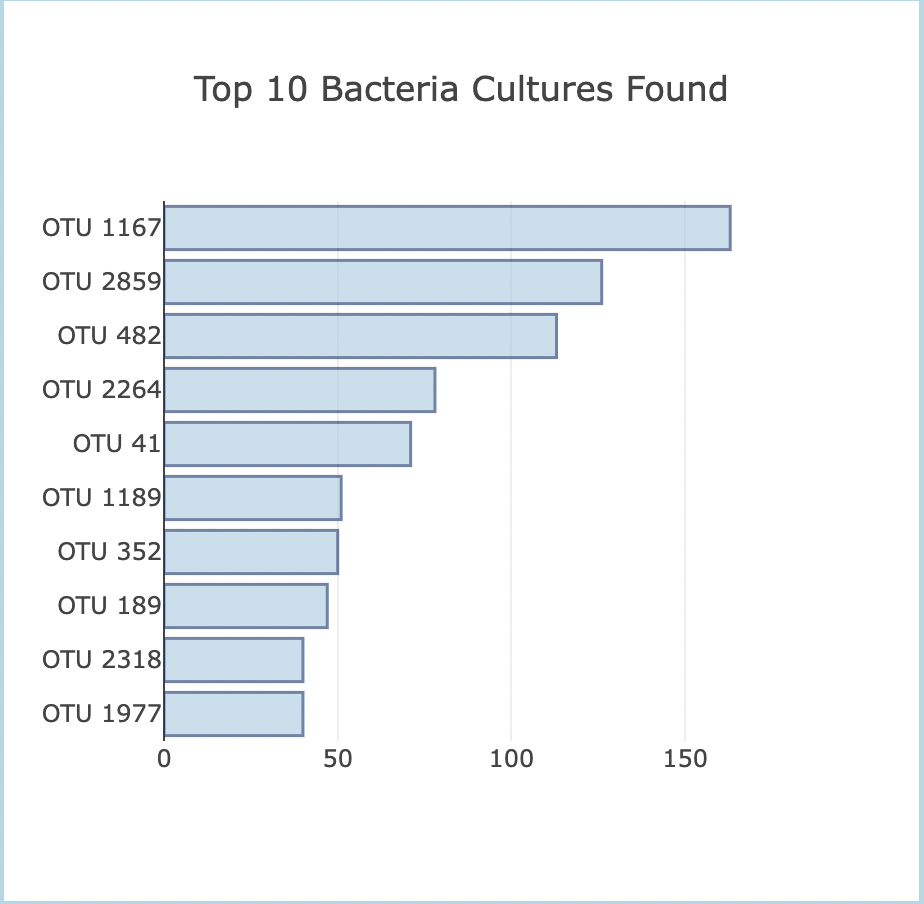 Top 10 Bacteria Cultures Found
OTU 1167
OTU 2859
OTU 482
OTU 2264
OTU 41
OTU 1189
OTU 352
OTU 189
OTU 2318
OTU 1977
0 50 100 150